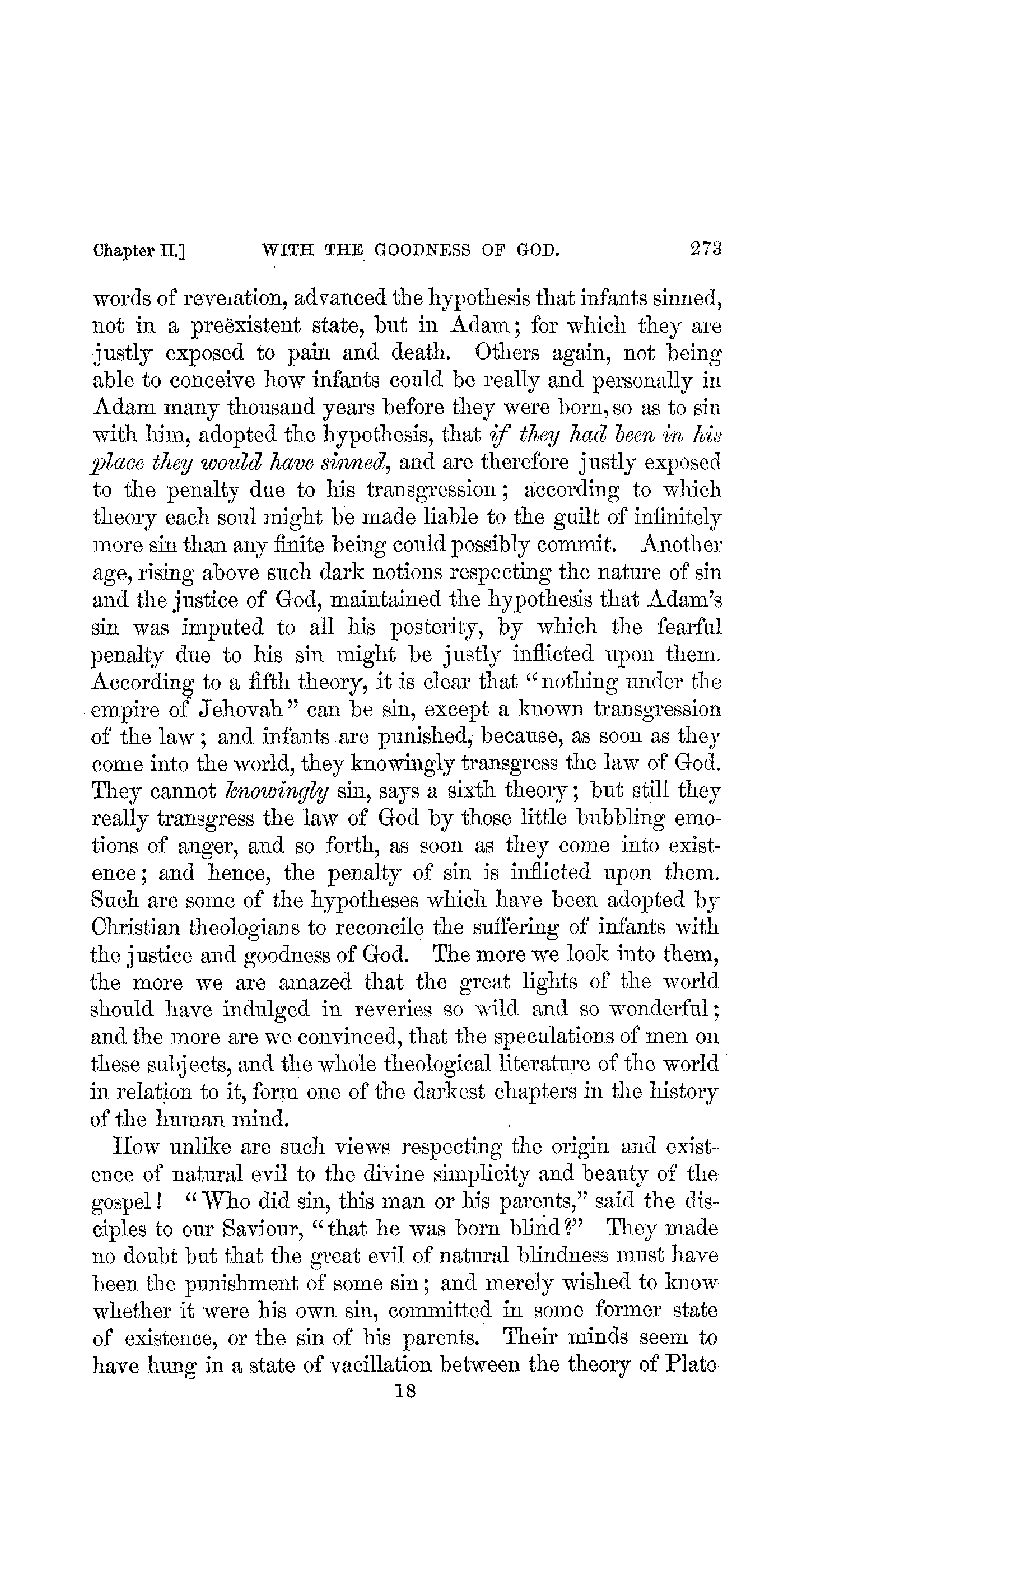 Chapter II.] WITH THE GOODNESS OF GOD. 273
words of revelation, advanced the hypothesis that infants sinned,
not in a preëxistent state, but in Adam; for which they are
justly exposed to pain and death. Others again, not being
able to conceive how infants could be really and personally in
Adam many thousand years before they were born, so as to sin
with him, adopted the hypothesis, that if they had been in his
place they would have sinned, and are therefore justly exposed
to the penalty due to his transgression; according to which
theory each soul might be made liable to the guilt of infinitely
more sin than any finite being could possibly commit. Another
age, rising above such dark notions respecting the nature of sin
and the justice of God, maintained the hypothesis that Adam's
sin was imputed to all his posterity, by which the fearful
penalty due to his sin might be justly inflicted upon them.
According to a fifth theory, it is clear that "nothing under the
empire of Jehovah" can be sin, except a known transgression
of the law; and infants are punished, because, as soon as they
come into the world, they knowingly transgress the law of God.
They cannot knowingly sin, says a sixth theory; but still they
really transgress the law of God by those little bubbling emo-
tions of anger, and so forth, as soon as they come into exist-
ence; and hence, the penalty of sin is inflicted upon them.
Such are some of the hypotheses which have been adopted by
Christian theologians to reconcile the suffering of infants with
the justice and goodness of God. The more we look into them,
the more we are amazed that the great lights of the world
should have indulged in reveries so wild and so wonderful;
and the more are we convinced, that the speculations of men on
these subjects, and the whole theological literature of the world
in relation to it, form one of the darkest chapters in the history
of the human mind.
How unlike are such views respecting the origin and exist-
ence of natural evil to the divine simplicity and beauty of the
gospel! "Who did sin, this man or his parents," said the dis-
ciples to our Saviour, "that he was born blind?" They made
no doubt but that the great evil of natural blindness must have
been the punishment of some sin; and merely wished to know
whether it were his own sin, committed in some former state
of existence, or the sin of his parents. Their minds seem to
have hung in a state of vacillation between the theory of Plato
18